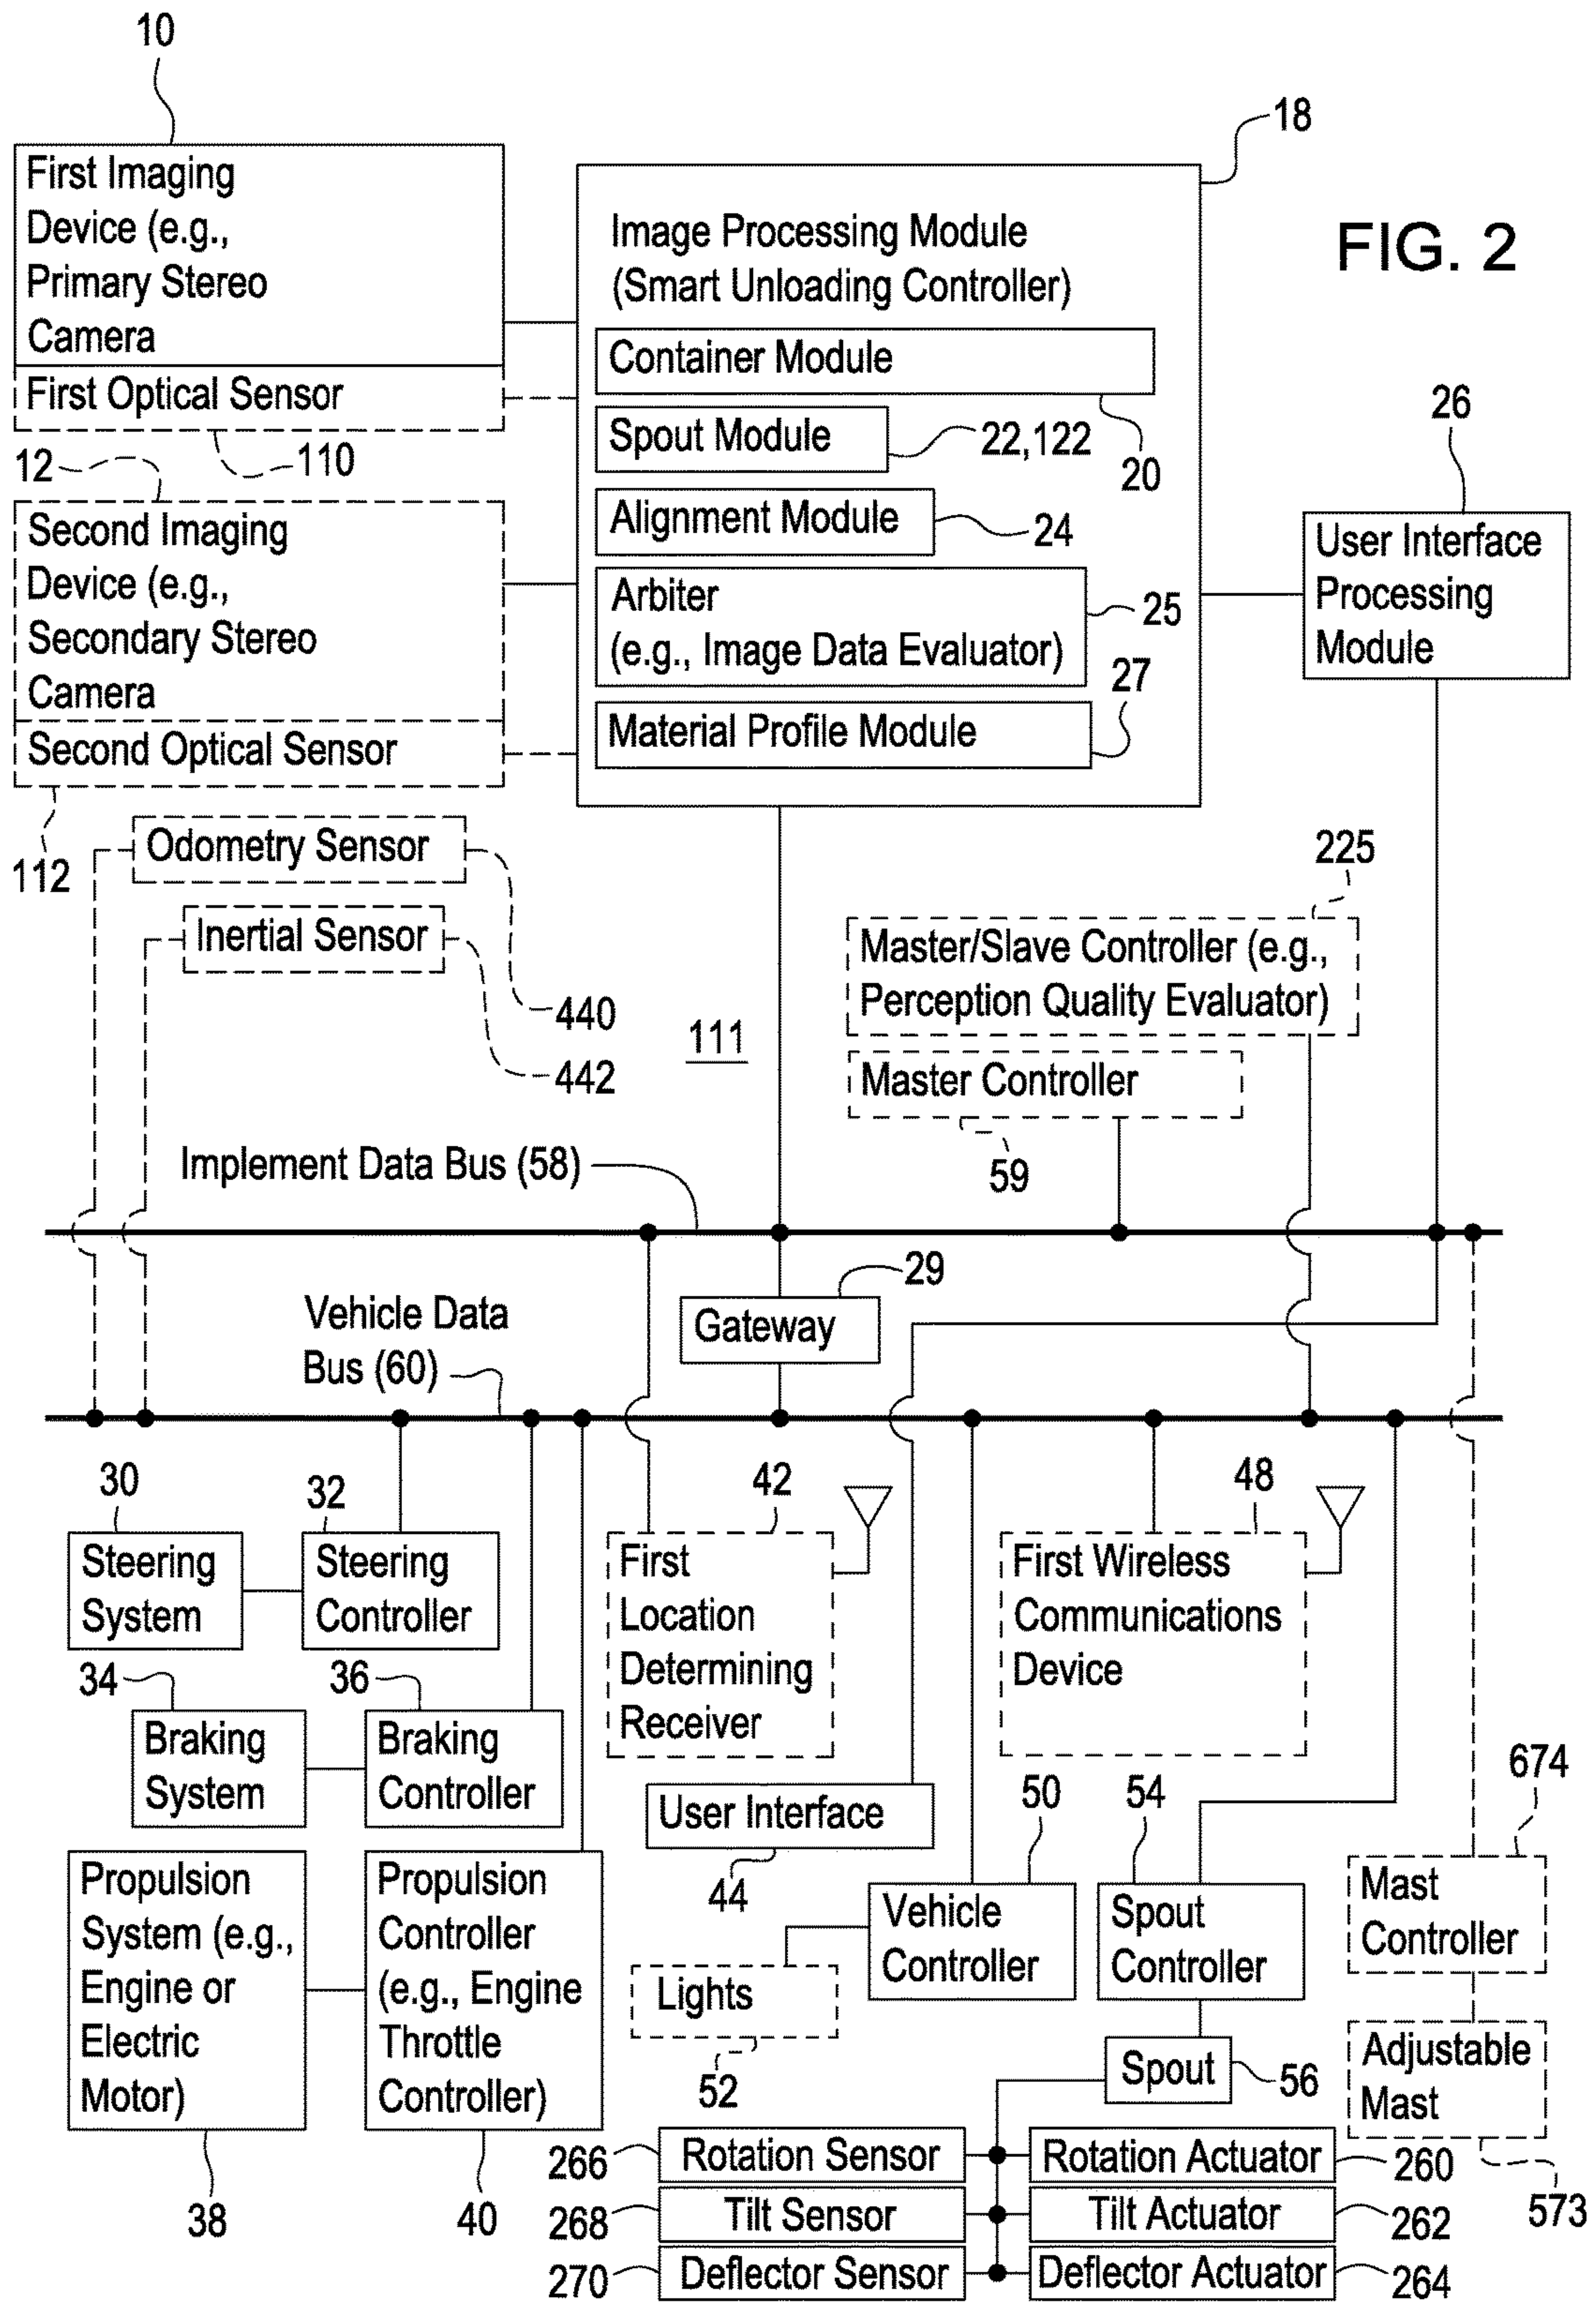 10
First Imaging
Device (e.g.,
Primary Stereo
Camera
First Optical Sensor
110
12
Second Imaging
Device (e.g.,
Secondary Stereo
Camera
Second Optical Sensor
112
18
Image Processing Module
(Smart Unloading Controller)
Container Module
20
Spout Module
22,122
Alignment Module
24
Arbiter
(e.g., Image Data Evaluator)
25
Material Profile Module
27
FIG. 2
26
User Interface
Processing
Module
Odometry Sensor
440
Inertial Sensor
442
111
225
Master/Slave Controller (e.g.,
Perception Quality Evaluator)
Master Controller
59
Implement Data Bus (58)
29
Gateway
Vehicle Data
Bus (60)
30
Steering
System
32
Steering
Controller
34
Braking
System
36
Braking
Controller
Propulsion
System (e.g.,
Engine or
Electric
Motor)
38
Propulsion
Controller
(e.g., Engine
Throttle
Controller)
40
42
First
Location
Determining
Receiver
User Interface
44
48
First Wireless
Communications
Device
50
Vehicle
Controller
Lights
52
54
Spout
Controller
Spout
56
674
Mast
Controller
Adjustable
Mast
573
266
Rotation Sensor
Rotation Actuator
260
268
Tilt Sensor
Tilt Actuator
262
270
Deflector Sensor
Deflector Actuator
264